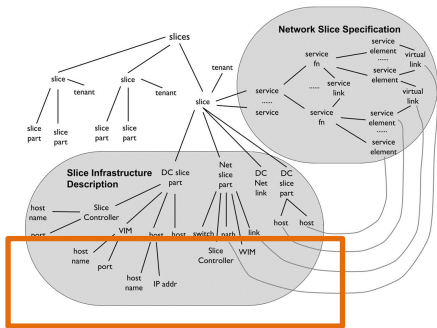 Network Slice Specification
slices
slice
tenant
slice
tenant
tenant
slice
slice part
slice part
slice part
slice part
service
......
service
service fn
......
service fn
service link
service element
......
service element
service element
......
service element
virtual link
virtual link
Slice Infrastructure Description
DC slice part
Net slice part
DC Net link
DC slice part
host name
Slice Controller
port
VIM
host
host
switch
path
link
host
host
host name
port
host name
IP addr
Slice Controller
WIM